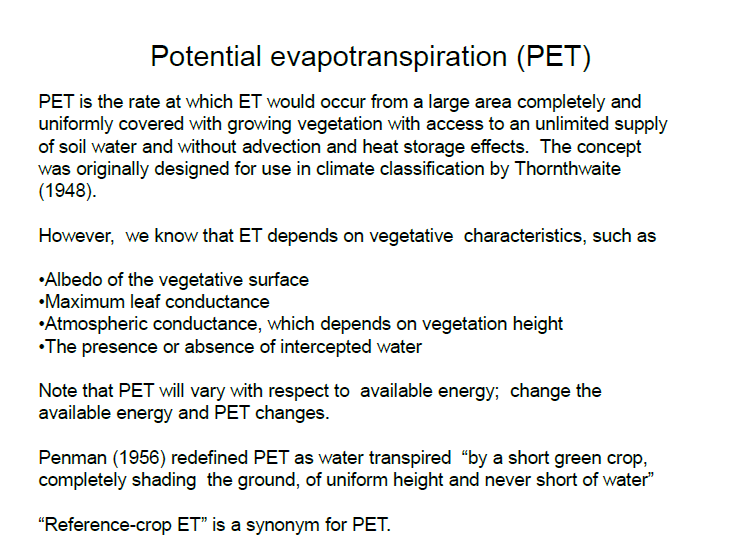 Potential evapotranspiration (PET)
PET is the rate at which ET would occur from a large area completely and
uniformly covered with growing vegetation with access to an unlimited supply
of soil water and without advection and heat storage effects.  The concept
was originally designed for use in climate classification by Thornthwaite
(1948).
However,  we know that ET depends on vegetative  characteristics, such as
•Albedo of the vegetative surface
•Maximum leaf conductance
•Atmospheric conductance, which depends on vegetation height
•The presence or absence of intercepted water
Note that PET will vary with respect to  available energy;  change the
available energy and PET changes.
Penman (1956) redefined PET as water transpired  “by a short green crop,
completely shading  the ground, of uniform height and never short of water”
“Reference-crop ET” is a synonym for PET.